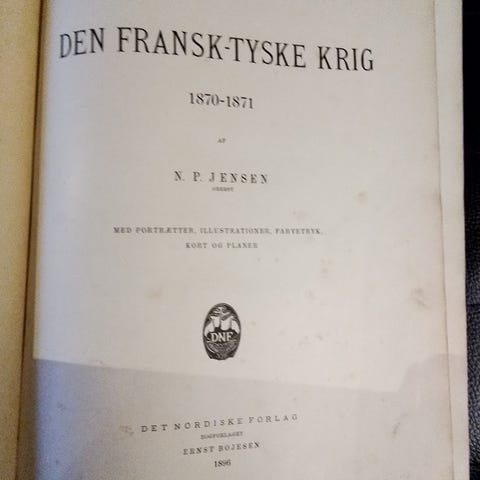 DEN FRANSK-TYSKE KRIG
1870-1871
AF
N. P. JENSEN
OBERST
MED PORTRÆTTER, ILLUSTRATIONER, FARVETRYK,
KORT OG PLANER
DNF
DET NORDISKE FORLAG
BOGFORLAGET
ERNST BOJESEN
1896